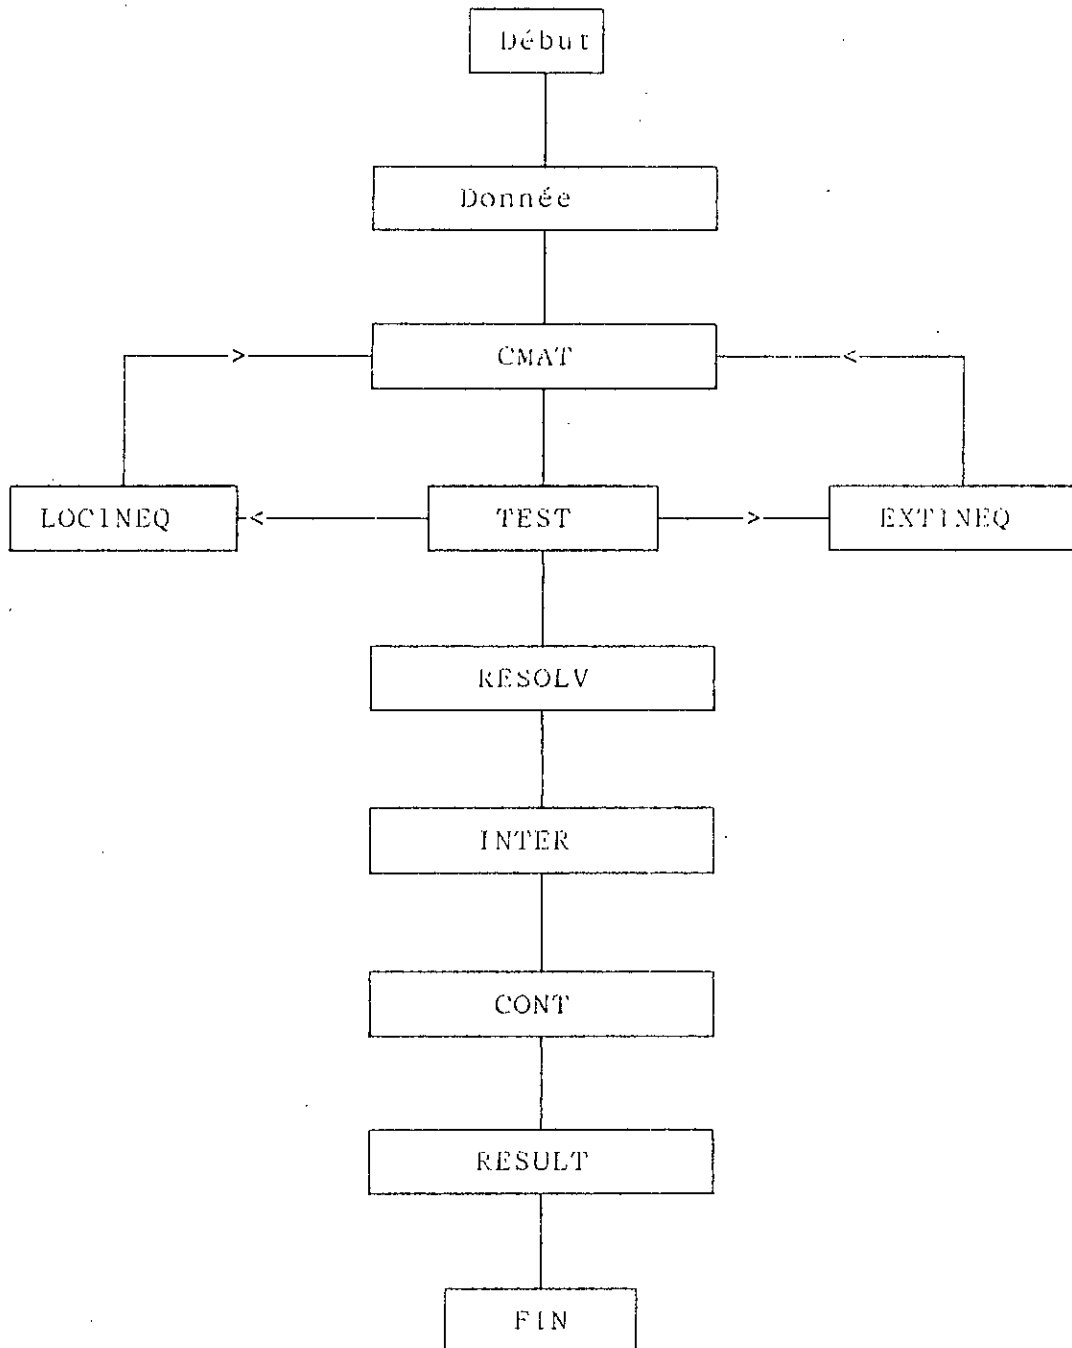 Début
Donnée
CMAT
LOCINEQ
TEST
EXTINEQ
RESOLV
INTER
CONT
RESULT
FIN